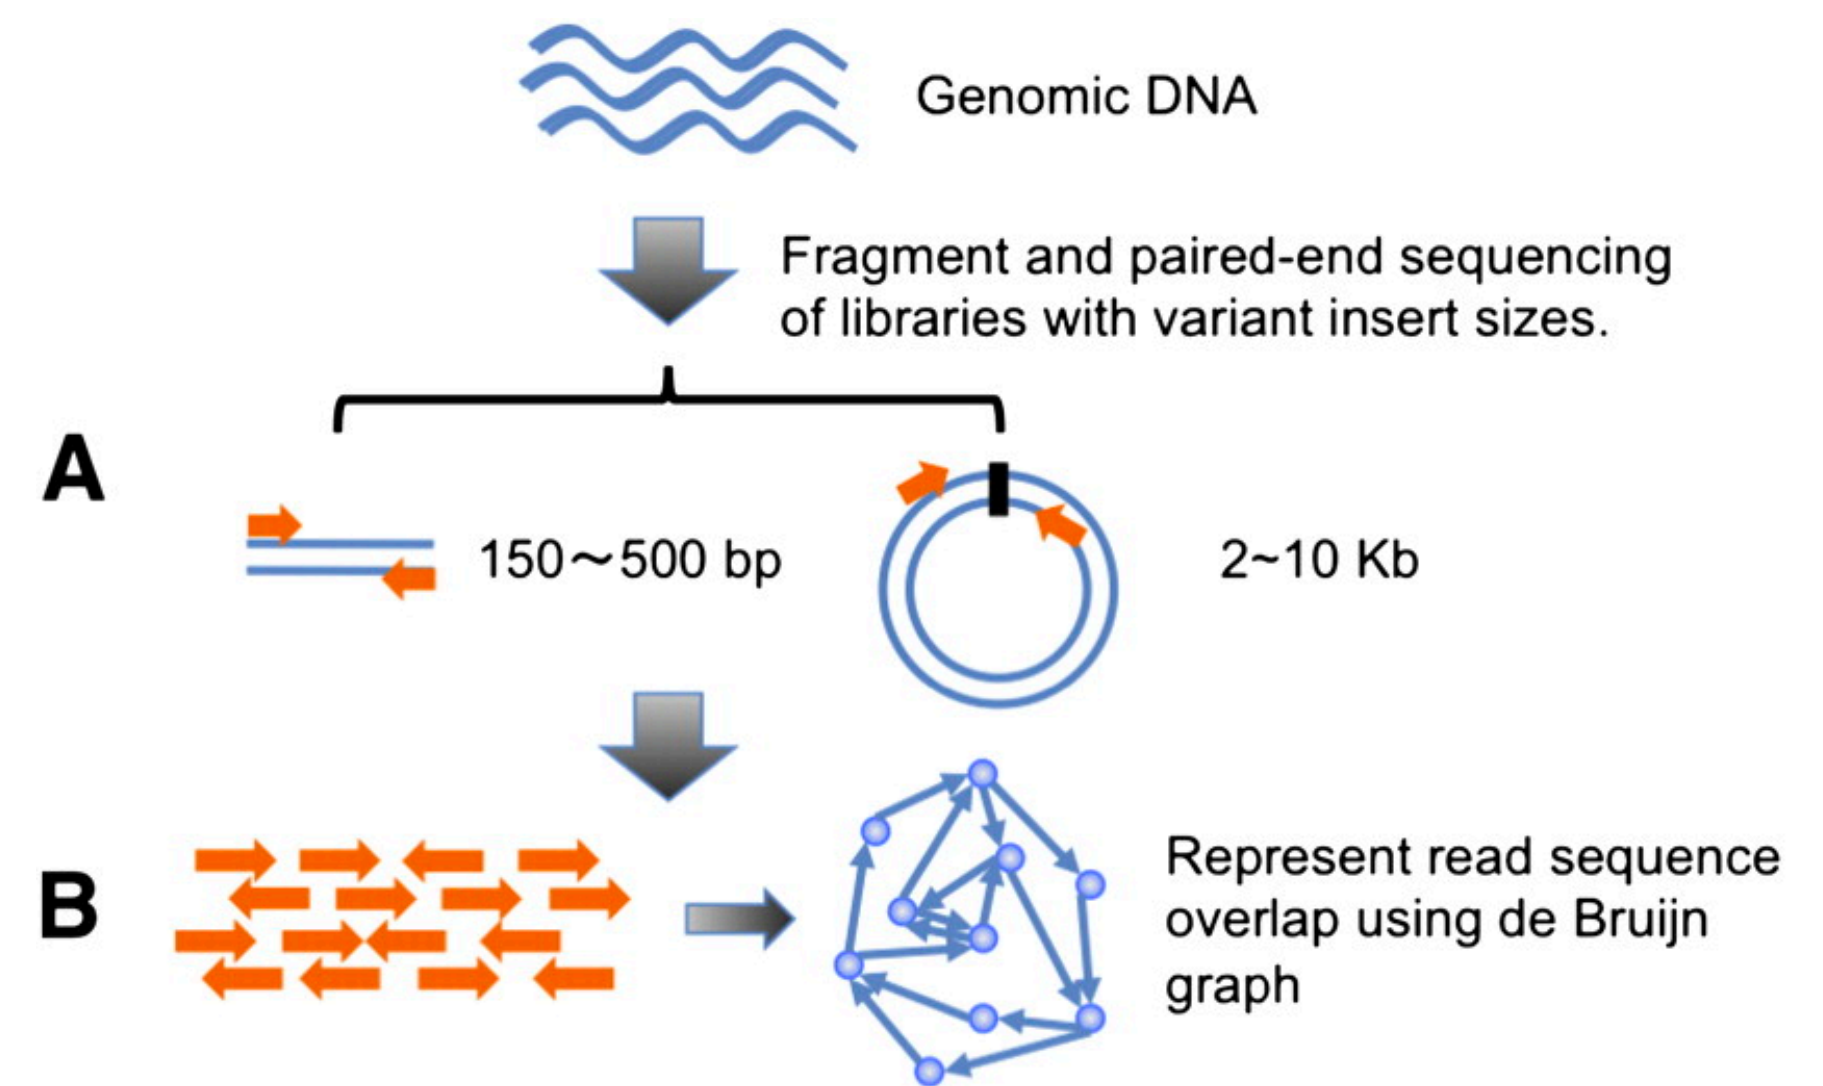 Genomic DNA
Fragment and paired-end sequencing
of libraries with variant insert sizes.
A
150～500 bp
2~10 Kb
B
Represent read sequence
overlap using de Bruijn
graph